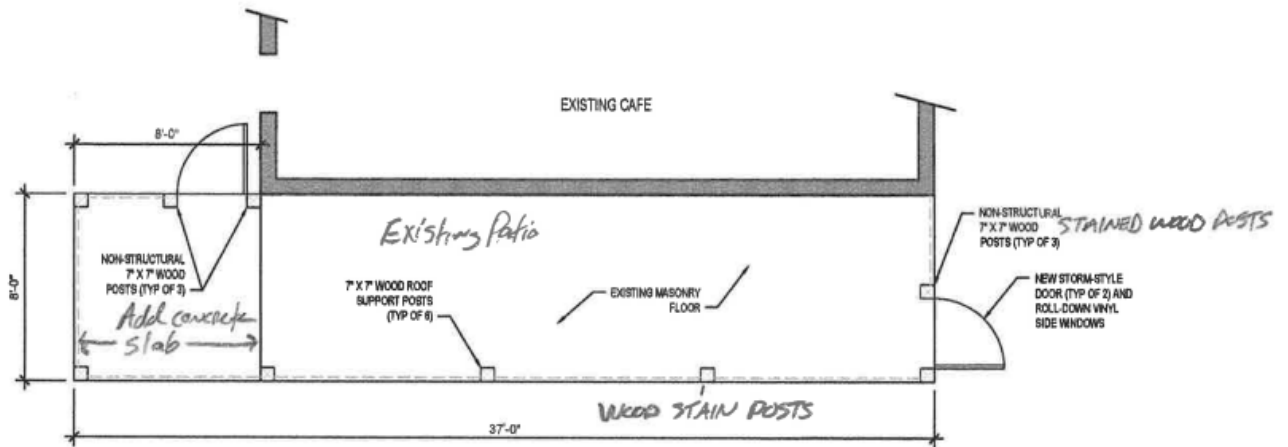 EXISTING CAFE
8'-0"
Existing Patio
NON-STRUCTURAL
7" X 7" WOOD
POSTS (TYP OF 3)
STAINED WOOD POSTS
NON-STRUCTURAL
7" X 7" WOOD
POSTS (TYP OF 3)
8'-0"
7" X 7" WOOD ROOF
SUPPORT POSTS
(TYP OF 6)
EXISTING MASONRY
FLOOR
NEW STORM-STYLE
DOOR (TYP OF 2) AND
ROLL-DOWN VINYL
SIDE WINDOWS
Add concrete
slab
WOOD STAIN POSTS
37'-0"